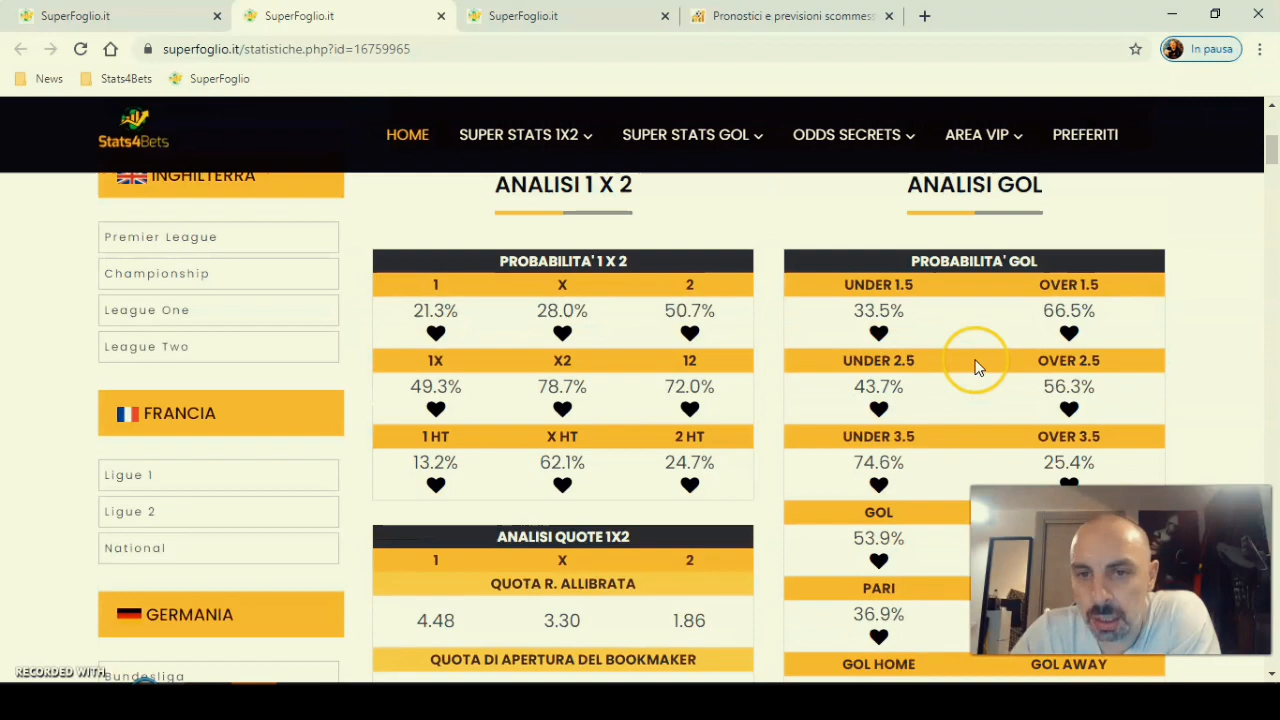 SuperFoglio.it
SuperFoglio.it
SuperFoglio.it
Pronostici e previsioni scommess
superfoglio.it/statistiche.php?id=16759965
In pausa
News
Stats4Bets
SuperFoglio
Stats4Bets
HOME
SUPER STATS 1X2
SUPER STATS GOL
ODDS SECRETS
AREA VIP
PREFERITI
INGHILTERRA
Premier League
Championship
League One
League Two
FRANCIA
Ligue 1
Ligue 2
National
GERMANIA
Bundesliga
ANALISI 1 X 2
PROBABILITA' 1 X 2
1 X 2
21.3% 28.0% 50.7%
1X X2 12
49.3% 78.7% 72.0%
1 HT X HT 2 HT
13.2% 62.1% 24.7%
ANALISI QUOTE 1X2
1 X 2
QUOTA R. ALLIBRATA
4.48 3.30 1.86
QUOTA DI APERTURA DEL BOOKMAKER
ANALISI GOL
PROBABILITA' GOL
UNDER 1.5 OVER 1.5
33.5% 66.5%
UNDER 2.5 OVER 2.5
43.7% 56.3%
UNDER 3.5 OVER 3.5
74.6% 25.4%
GOL
53.9%
PARI
36.9%
GOL HOME GOL AWAY
RECORDED WITH